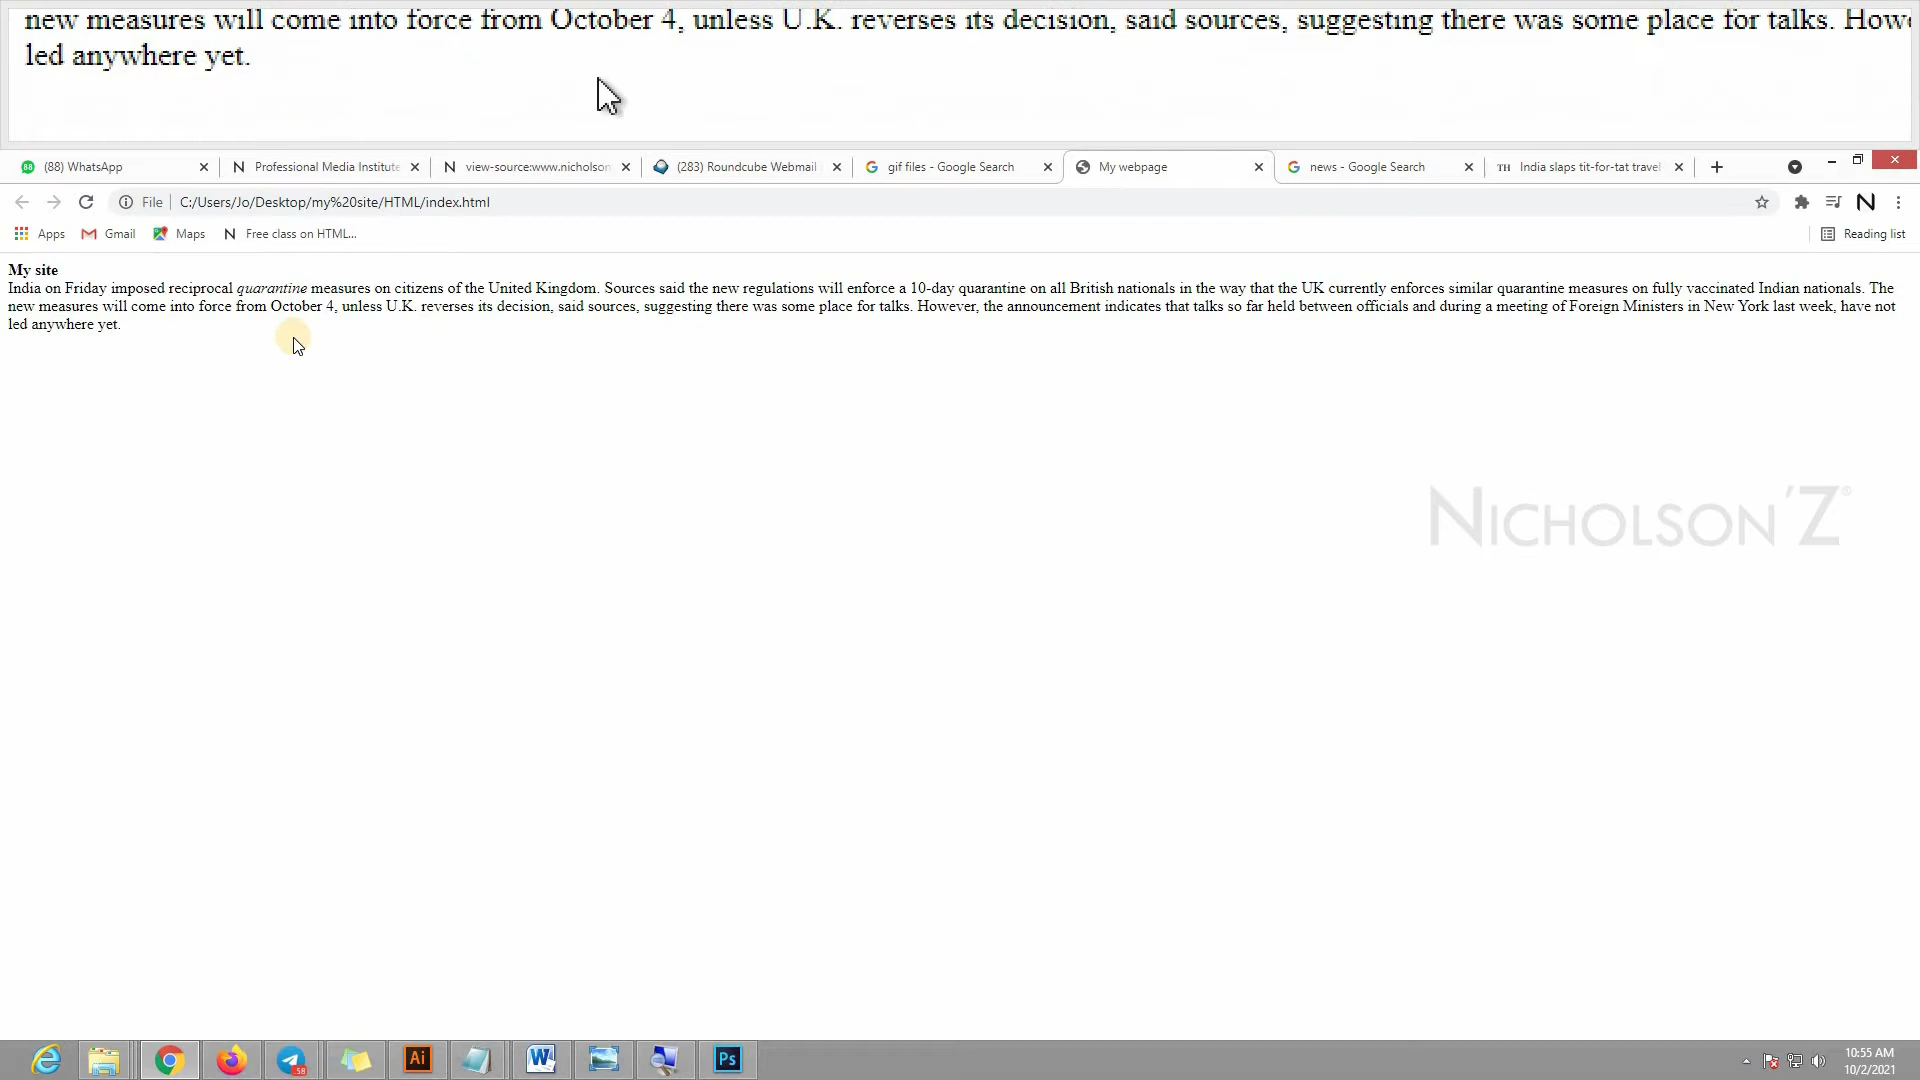 new measures will come into force from October 4, unless U.K. reverses its decision, said sources, suggesting there was some place for talks. Howe
led anywhere yet.
(88) WhatsApp
Professional Media Institute
view-source:www.nicholson
(283) Roundcube Webmail
gif files - Google Search
My webpage
news - Google Search
TH India slaps tit-for-tat travel
File C:/Users/Jo/Desktop/my%20site/HTML/index.html
Apps Gmail Maps Free class on HTML...
Reading list
My site
India on Friday imposed reciprocal quarantine measures on citizens of the United Kingdom. Sources said the new regulations will enforce a 10-day quarantine on all British nationals in the way that the UK currently enforces similar quarantine measures on fully vaccinated Indian nationals. The
new measures will come into force from October 4, unless U.K. reverses its decision, said sources, suggesting there was some place for talks. However, the announcement indicates that talks so far held between officials and during a meeting of Foreign Ministers in New York last week, have not
led anywhere yet.
NICHOLSON'Z®
Ai
W
Ps
58
10:55 AM
10/2/2021